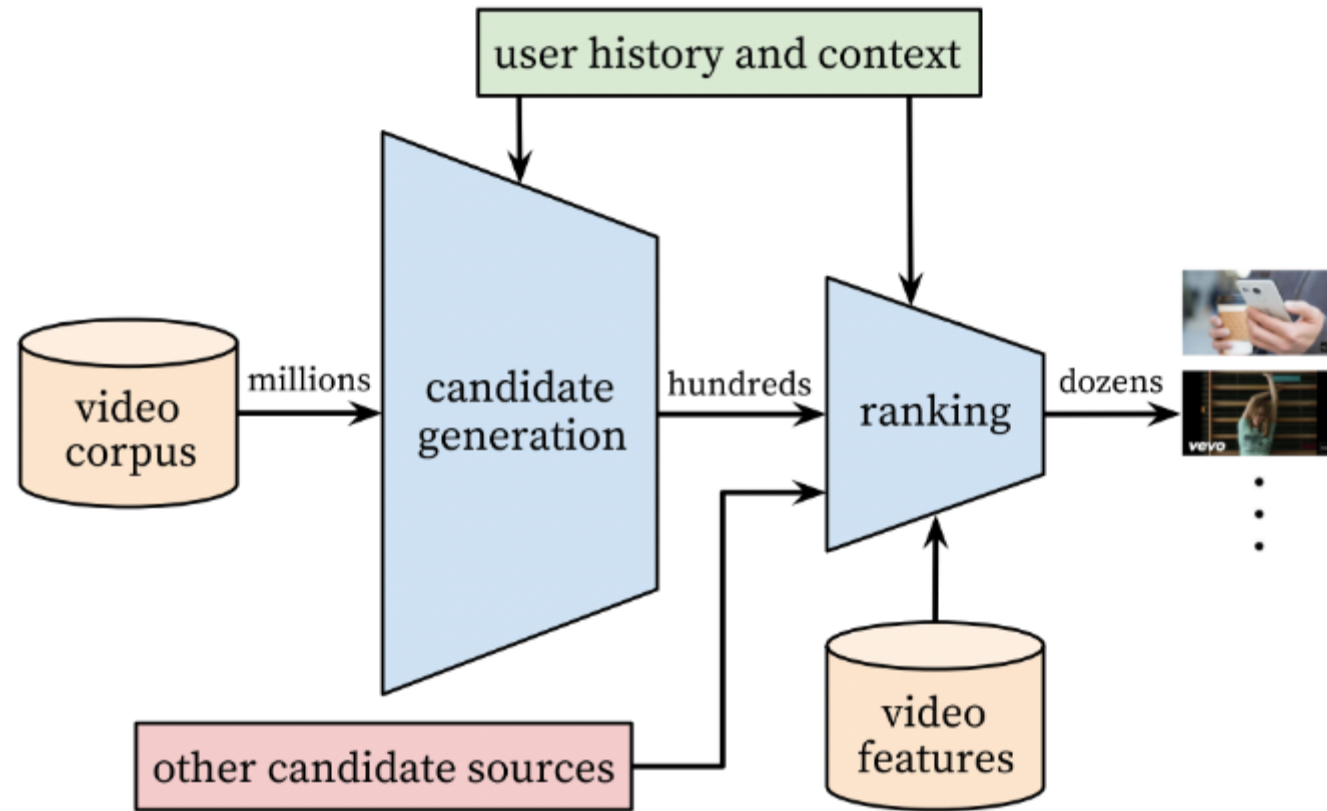 user history and context
video
corpus
millions
candidate
generation
hundreds
ranking
dozens
vevo
other candidate sources
video
features